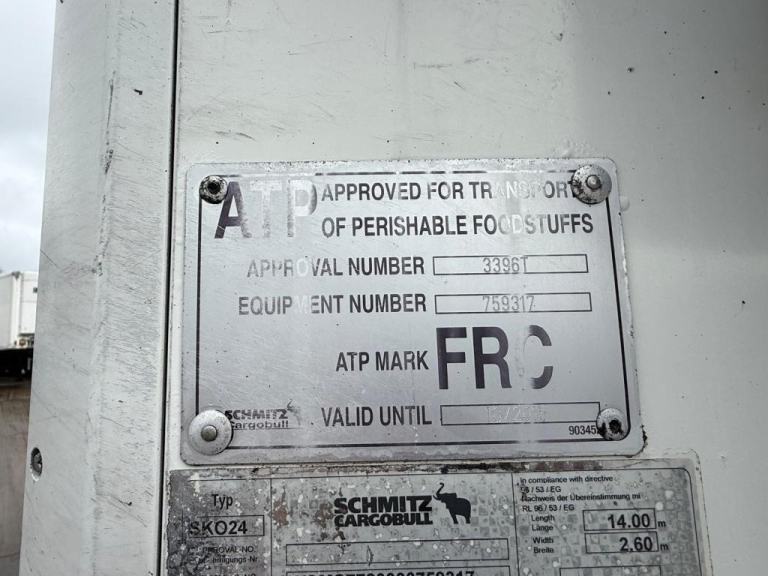 ATP APPROVED FOR TRANSPORT
OF PERISHABLE FOODSTUFFS
APPROVAL NUMBER 3396T
EQUIPMENT NUMBER 759317
ATP MARK FRC
SCHMITZ
Cargobull
VALID UNTIL
90345
Typ
SKO24
SCHMITZ
CARGOBULL
in compliance with directive
96 / 53 / EG
Nachweis der Übereinstimmung mi
RL 96 / 53 / EG
Length 14.00 m
Länge
Width 2.60 m
Breite